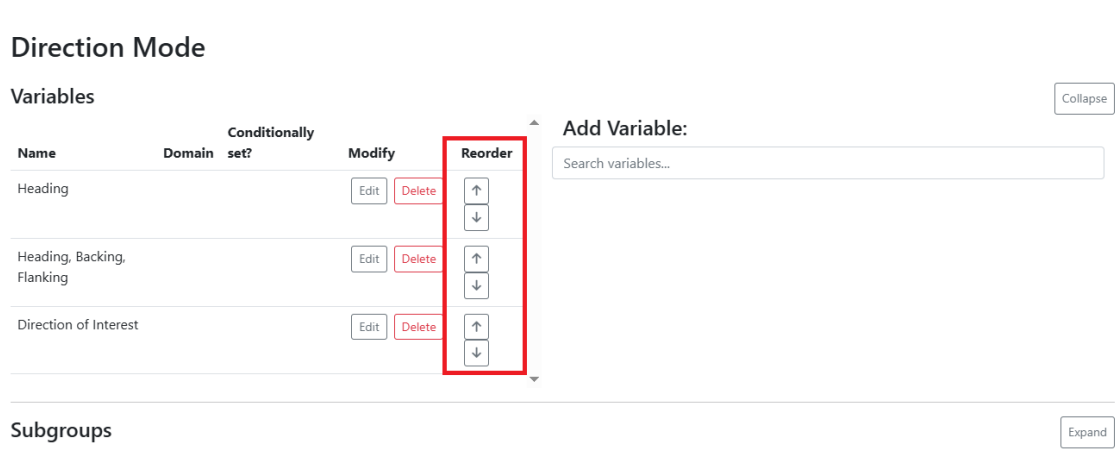 Direction Mode
Variables
Collapse
Add Variable:
Search variables...
Name Domain Conditionally set? Modify Reorder
Heading Edit Delete ↑
↓
Heading, Backing, Edit Delete ↑
Flanking ↓
Direction of Interest Edit Delete ↑
↓
Subgroups
Expand